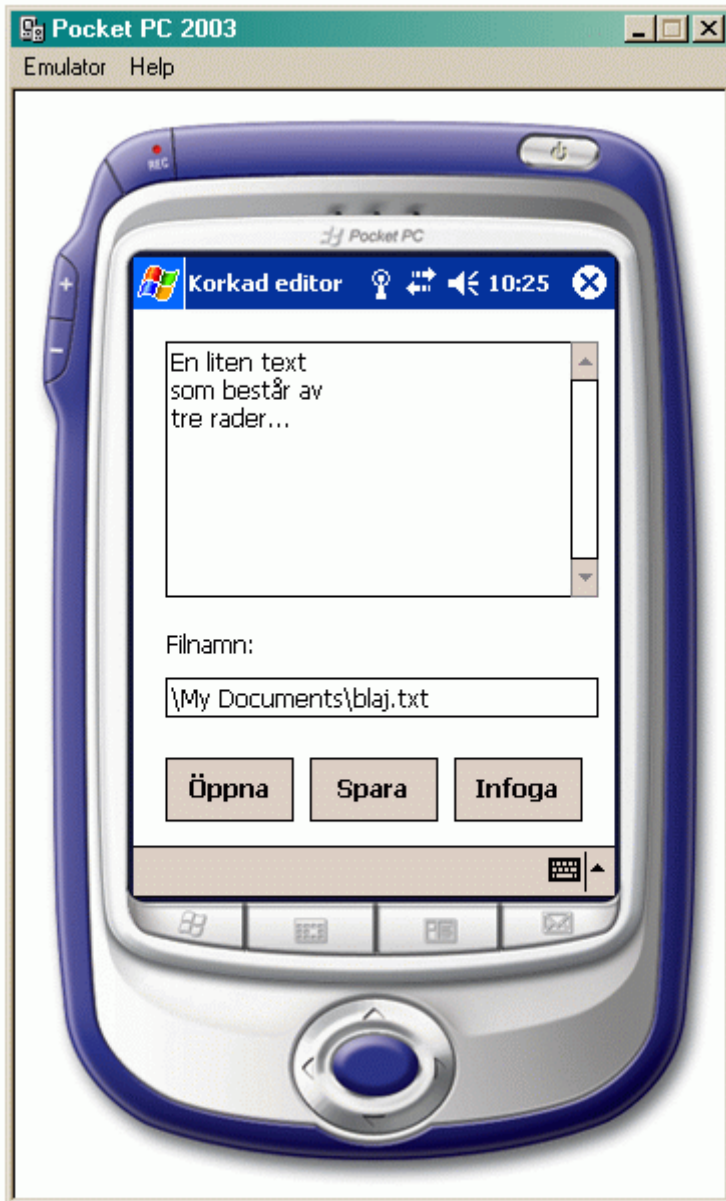 Pocket PC 2003
Emulator Help
REC
Pocket PC
Korkad editor 10:25
En liten text
som består av
tre rader...
Filnamn:
\My Documents\blaj.txt
Öppna Spara Infoga